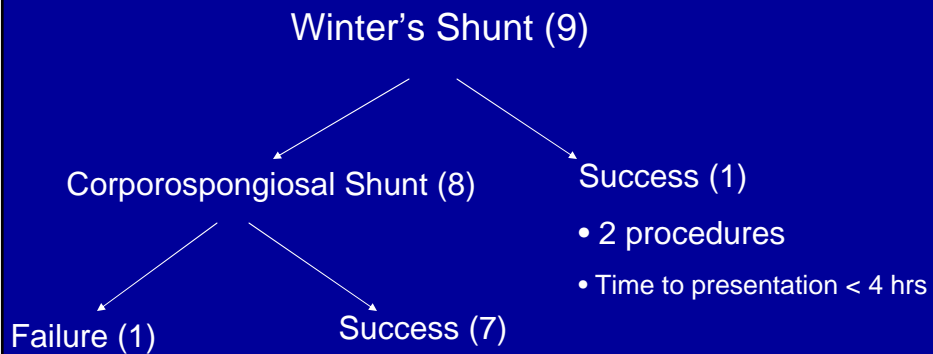 Winter’s Shunt (9)
Corporospongiosal Shunt (8)
Success (1)
• 2 procedures
• Time to presentation < 4 hrs
Failure (1)
Success (7)